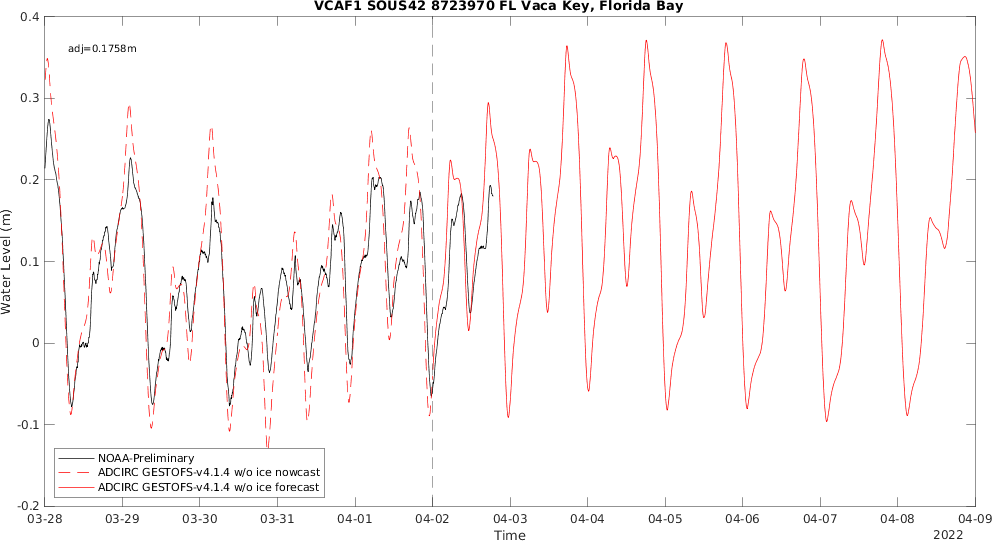 VCAF1 SOUS42 8723970 FL Vaca Key, Florida Bay
adj=0.1758m
0.4
0.3
0.2
0.1
0
-0.1
-0.2
Water Level (m)
NOAA-Preliminary
ADCIRC GESTOFS-v4.1.4 w/o ice nowcast
ADCIRC GESTOFS-v4.1.4 w/o ice forecast
03-28 03-29 03-30 03-31 04-01 04-02 04-03 04-04 04-05 04-06 04-07 04-08 04-09
Time
2022